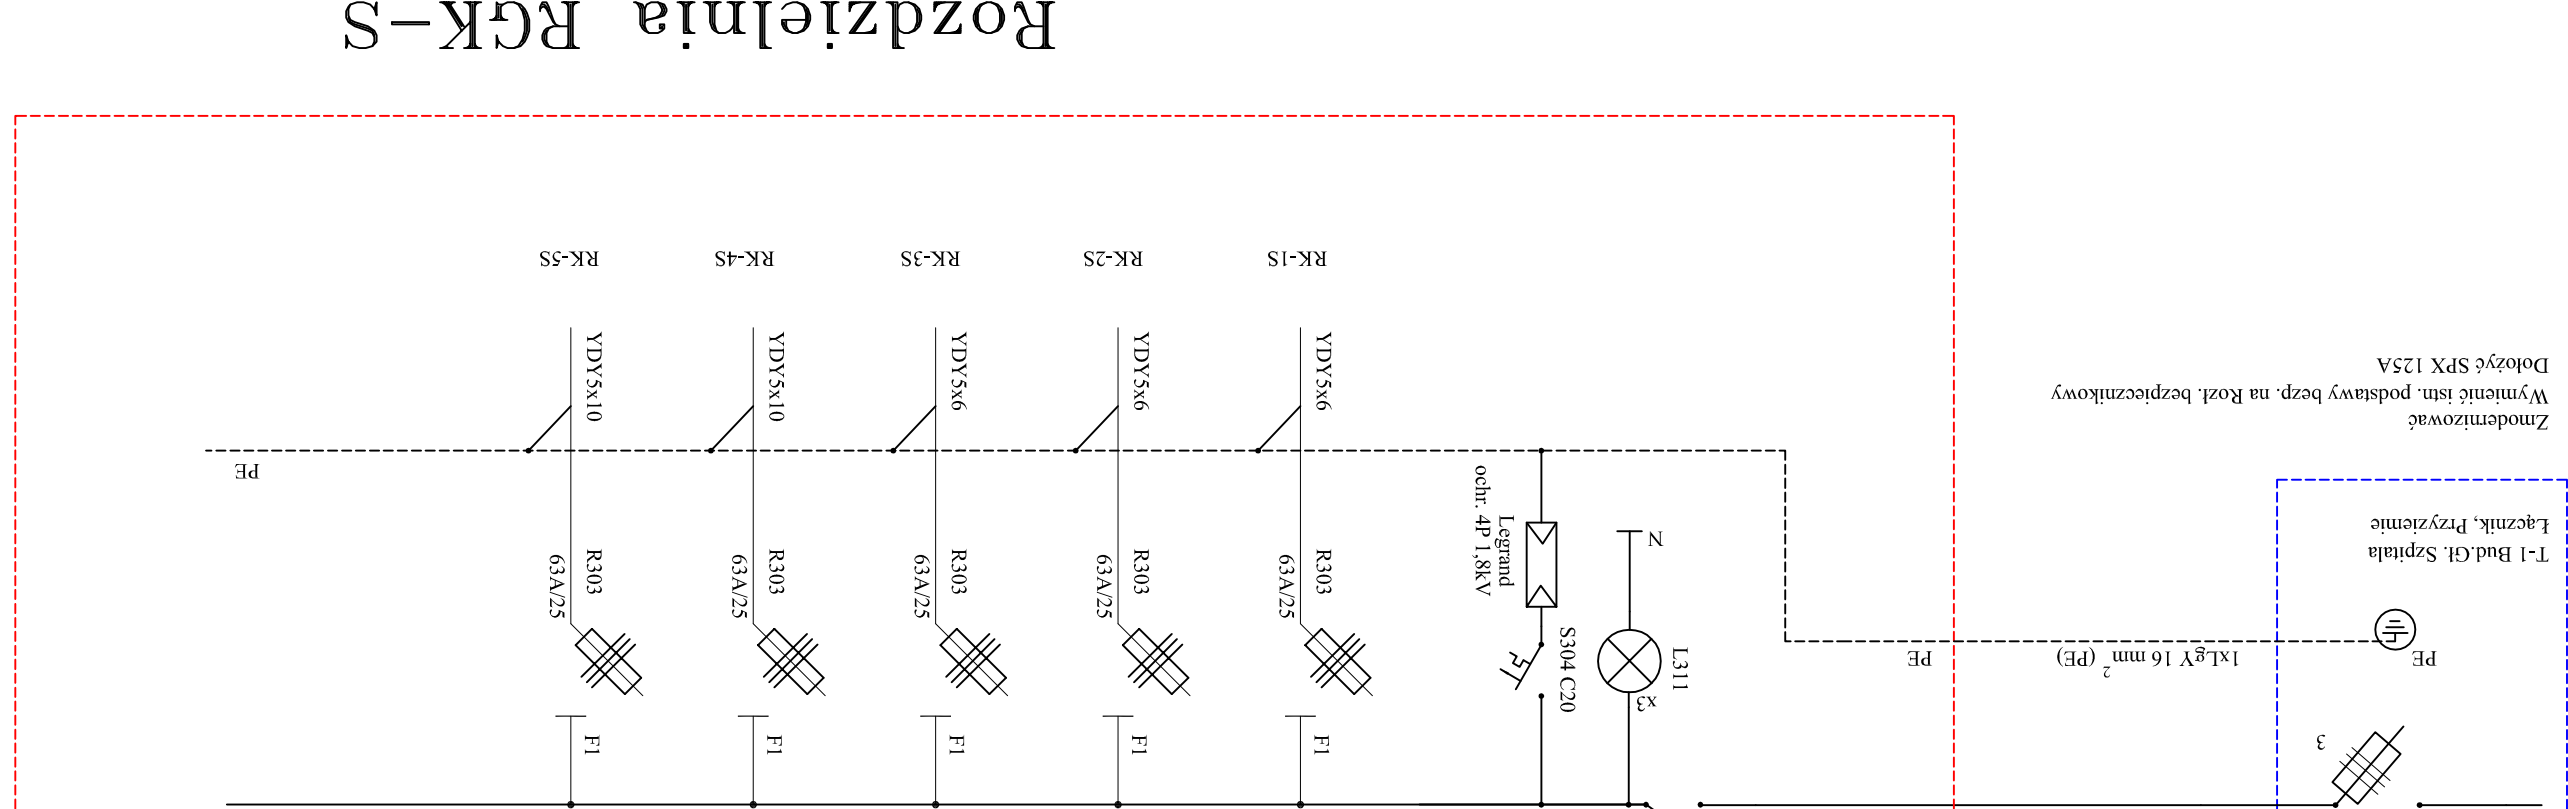 3
PE
1xLgY 16 mm² (PE)
PE
T-1 Bud.Gł. Szpitala
Łącznik, Przyziemie
Zmodernizować
Wymienić istn. podstawy bezp. na Rozł. bezpiecznikowy
Dołożyć SPX 125A
x3
L311
N
S304 C20
Legrand
ochr. 4P 1,8kV
F1
R303
63A/25
YDY5x6
RK-1S
F1
R303
63A/25
YDY5x6
RK-2S
F1
R303
63A/25
YDY5x6
RK-3S
F1
R303
63A/25
YDY5x10
RK-4S
F1
R303
63A/25
YDY5x10
RK-5S
PE
Rozdzielnia RGK-S